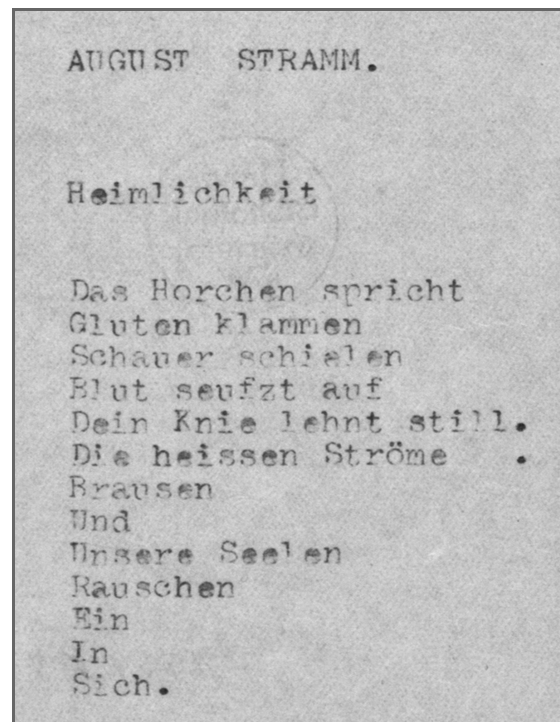 AUGUST STRAMM.
Heimlichkeit
Das Horchen spricht
Gluten klammen
Schauer schielen
Blut seufzt auf
Dein Knie lehnt still.
Die heissen Ströme .
Brausen
Und
Unsere Seelen
Rauschen
Ein
In
Sich.